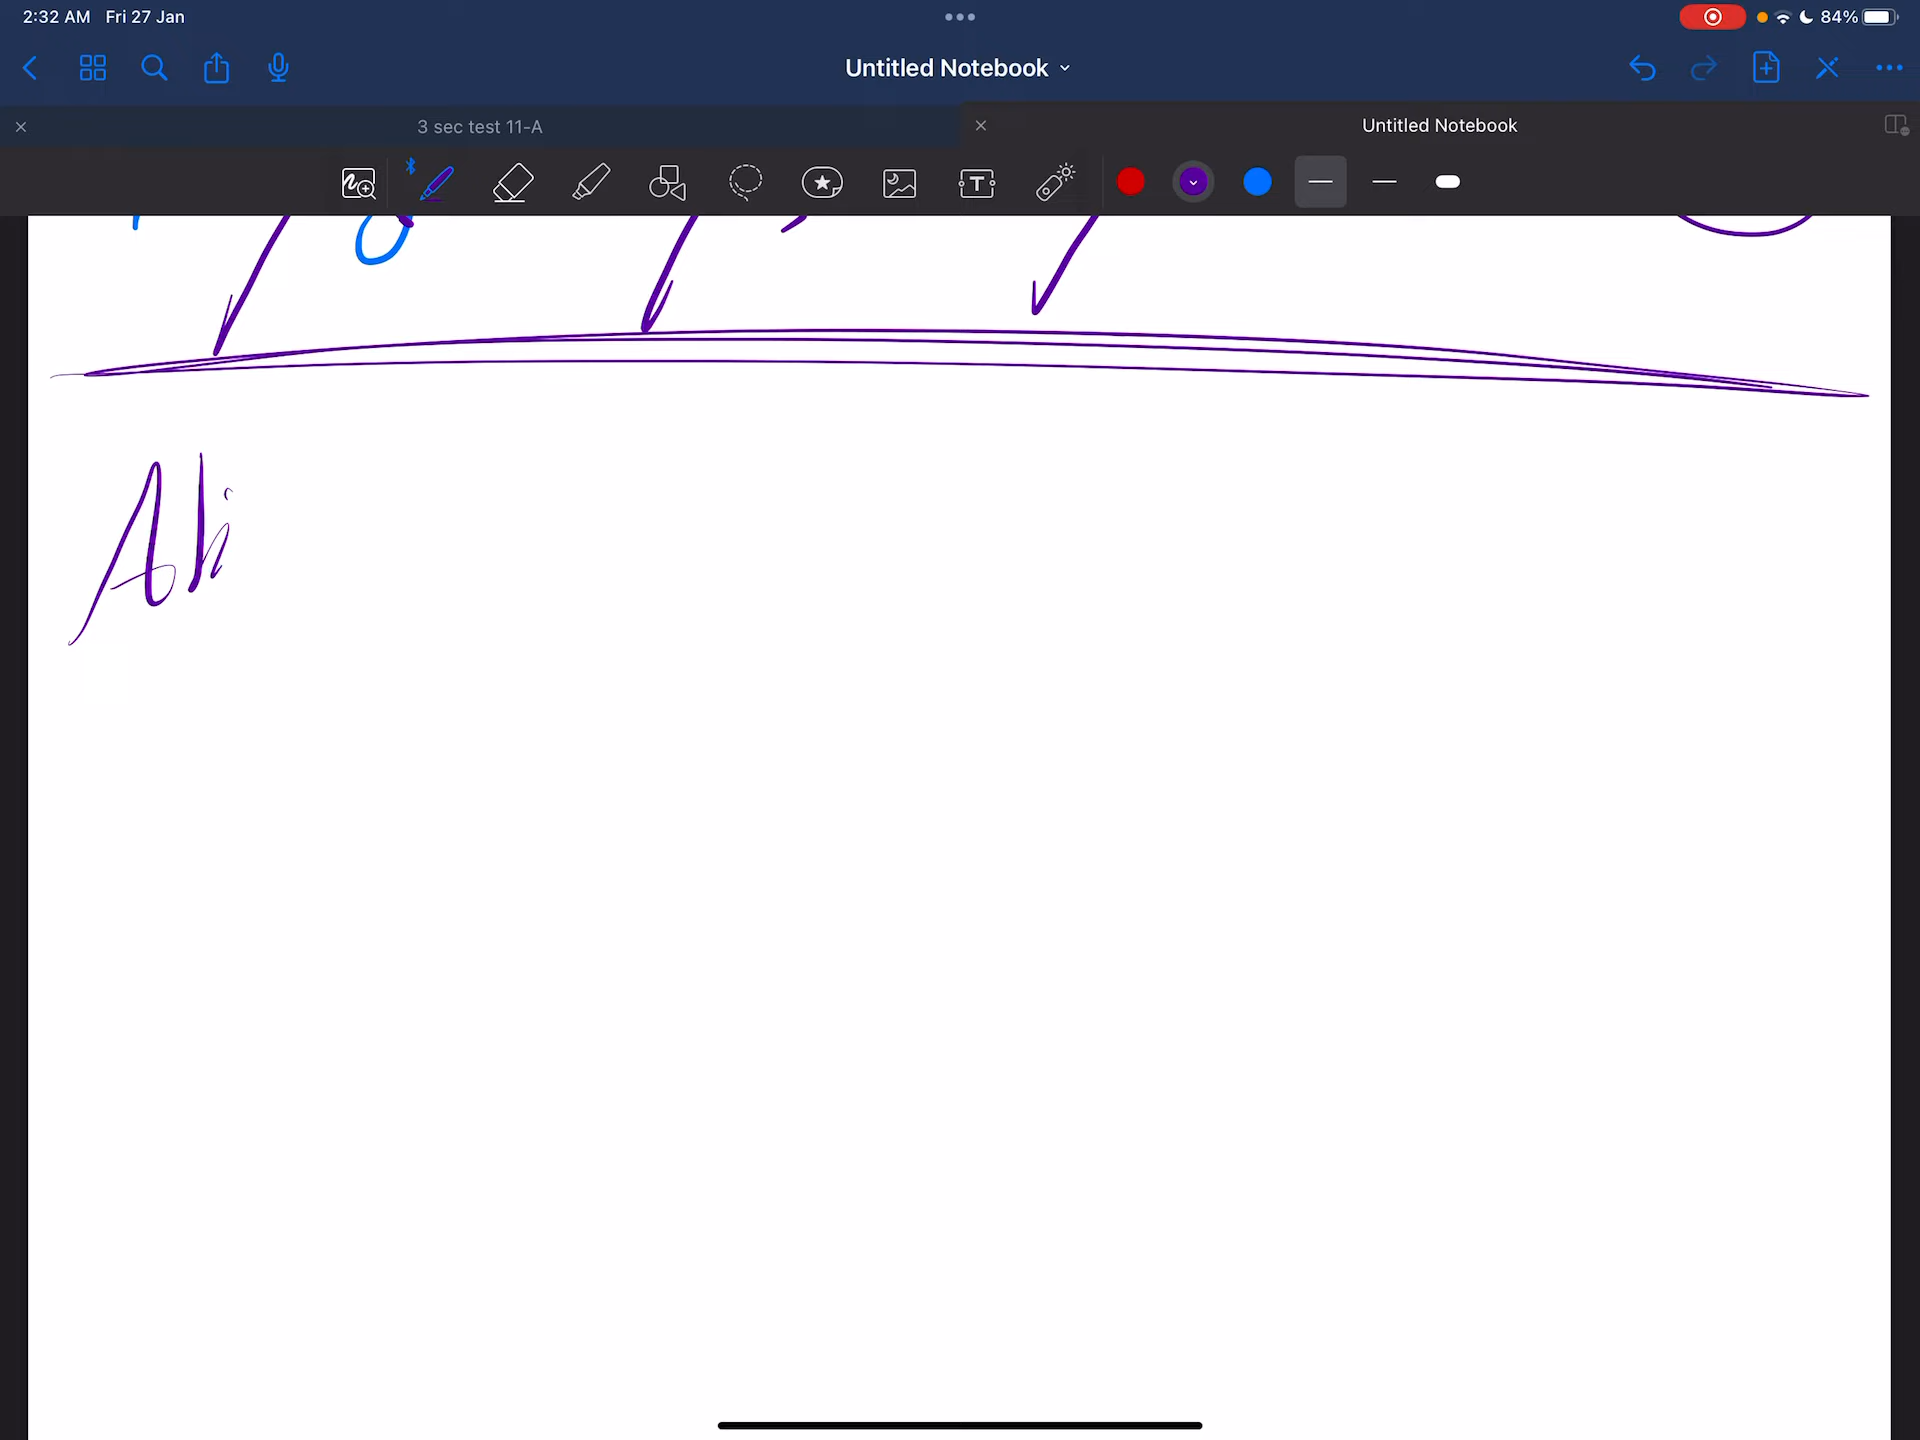 2:32 AM Fri 27 Jan
84%
Untitled Notebook
3 sec test 11-A
Untitled Notebook
T
Ali